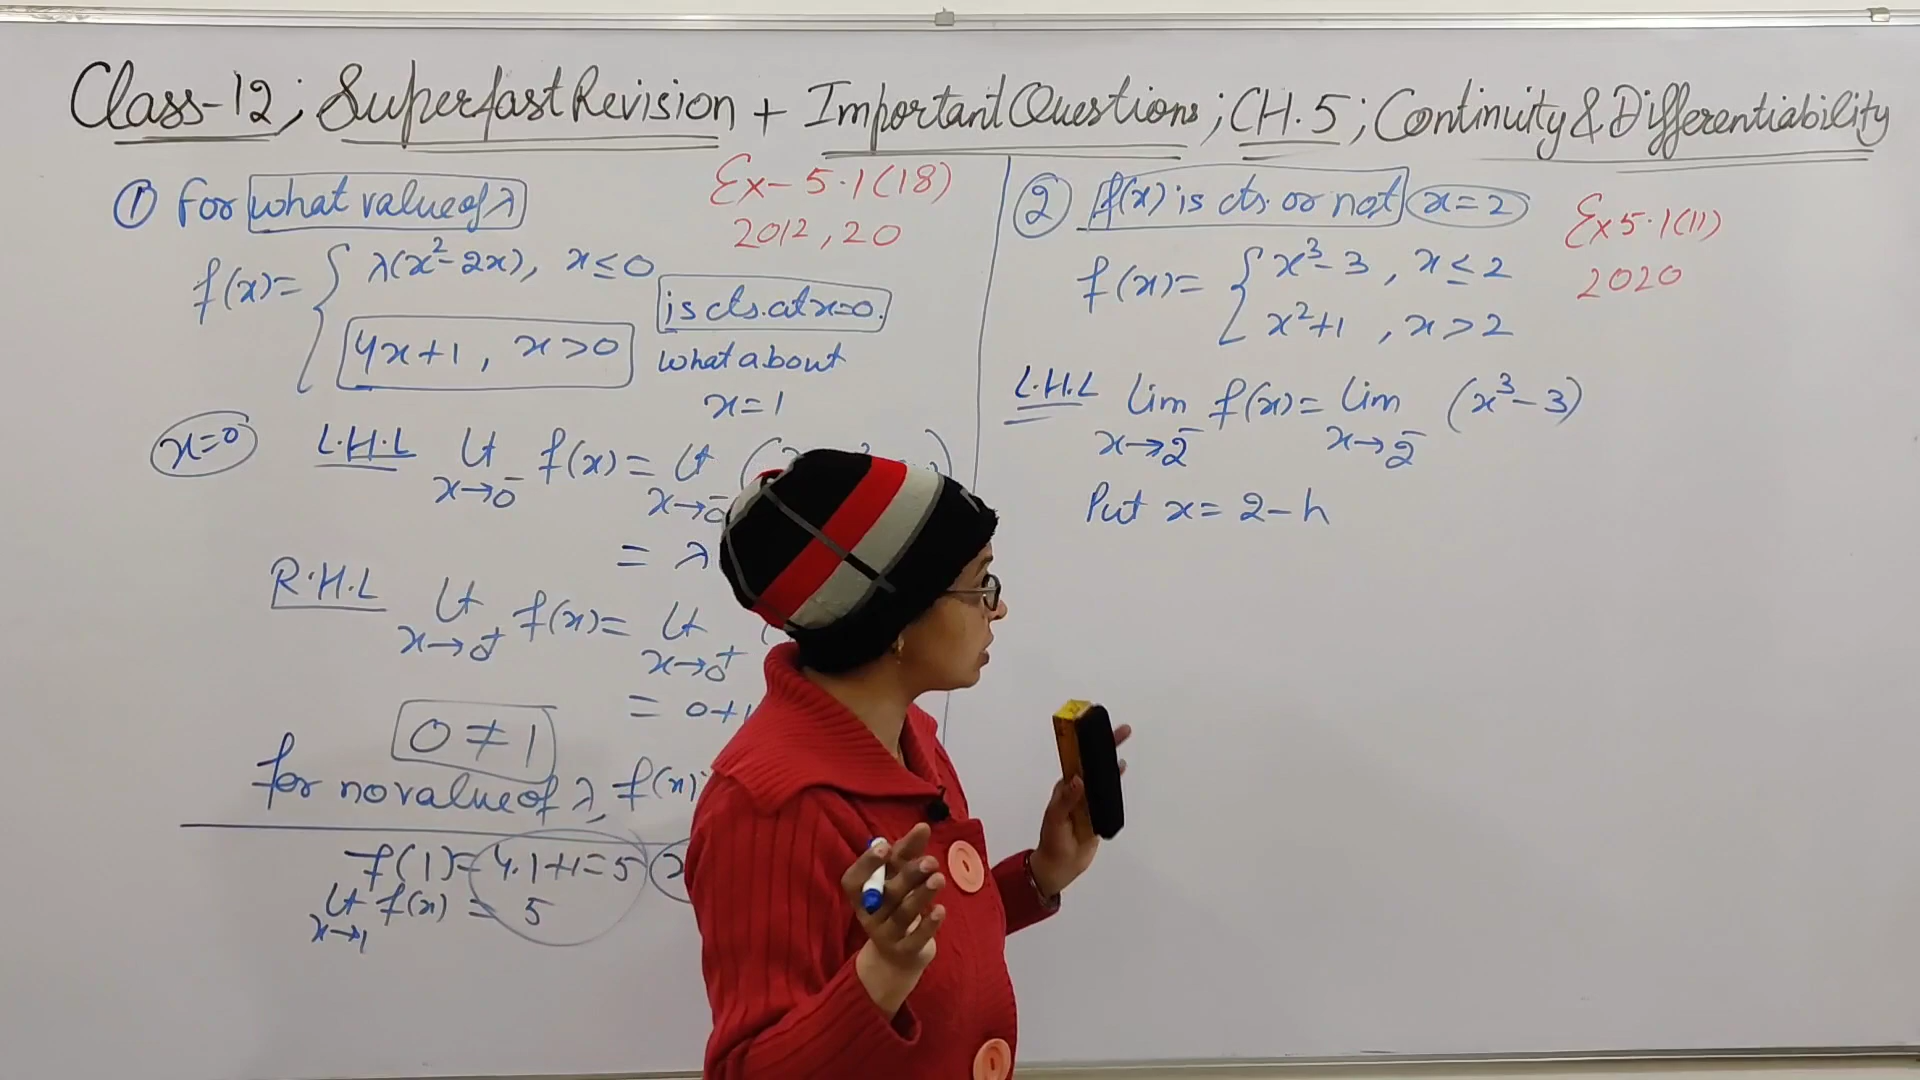 Class-12; Superfast Revision + Important Questions; CH.5; Continuity & Differentiability
① For what value of λ
Ex-5.1(18)
2012, 20
f(x)= { λ(x²-2x), x≤0
4x+1, x>0
is cts. at x=0.
what about
x=1
x=0
L.H.L Lt x→0⁻ f(x)= Lt x→0⁻
= λ
R.H.L Lt x→0⁺ f(x)= Lt x→0⁺
= 0+1
0≠1
for no value of λ, f(x)
f(1)=4.1+1=5
Lt x→1 f(x) = 5
② f(x) is cts. or not x=2
Ex 5.1(11)
2020
f(x)= { x³-3, x≤2
x²+1, x>2
L.H.L Lim x→2⁻ f(x)= Lim x→2⁻ (x³-3)
Put x= 2-h